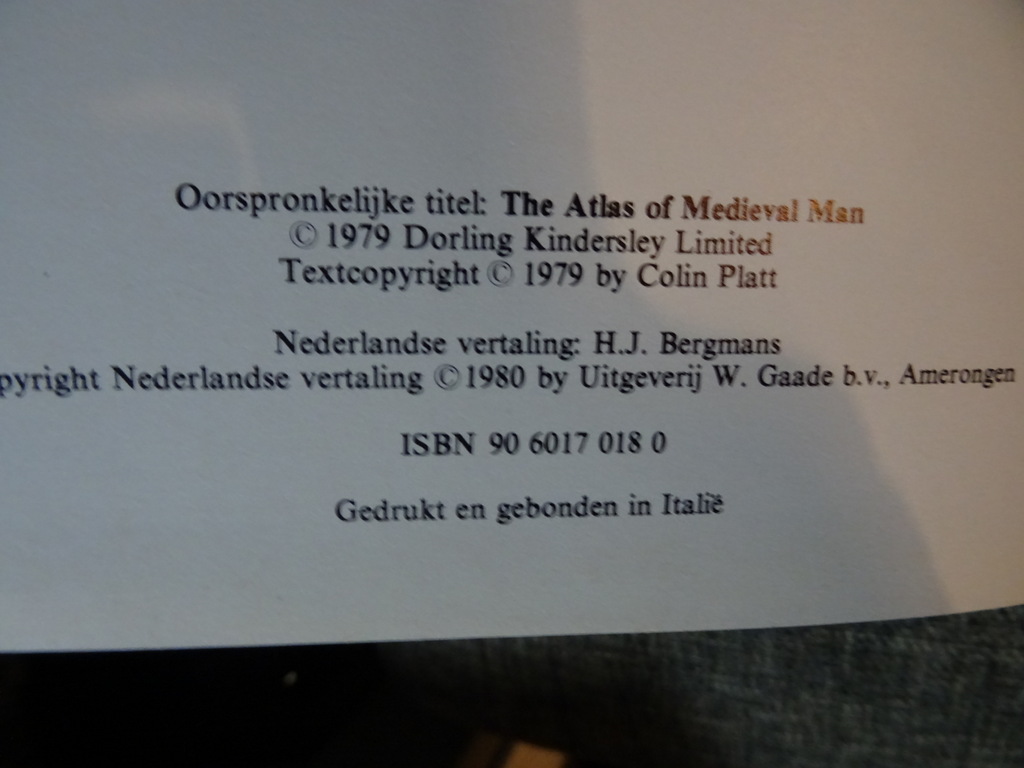 Oorspronkelijke titel: The Atlas of Medieval Man
© 1979 Dorling Kindersley Limited
Textcopyright © 1979 by Colin Platt
Nederlandse vertaling: H.J. Bergmans
pyright Nederlandse vertaling © 1980 by Uitgeverij W. Gaade b.v., Amerongen
ISBN 90 6017 018 0
Gedrukt en gebonden in Italië